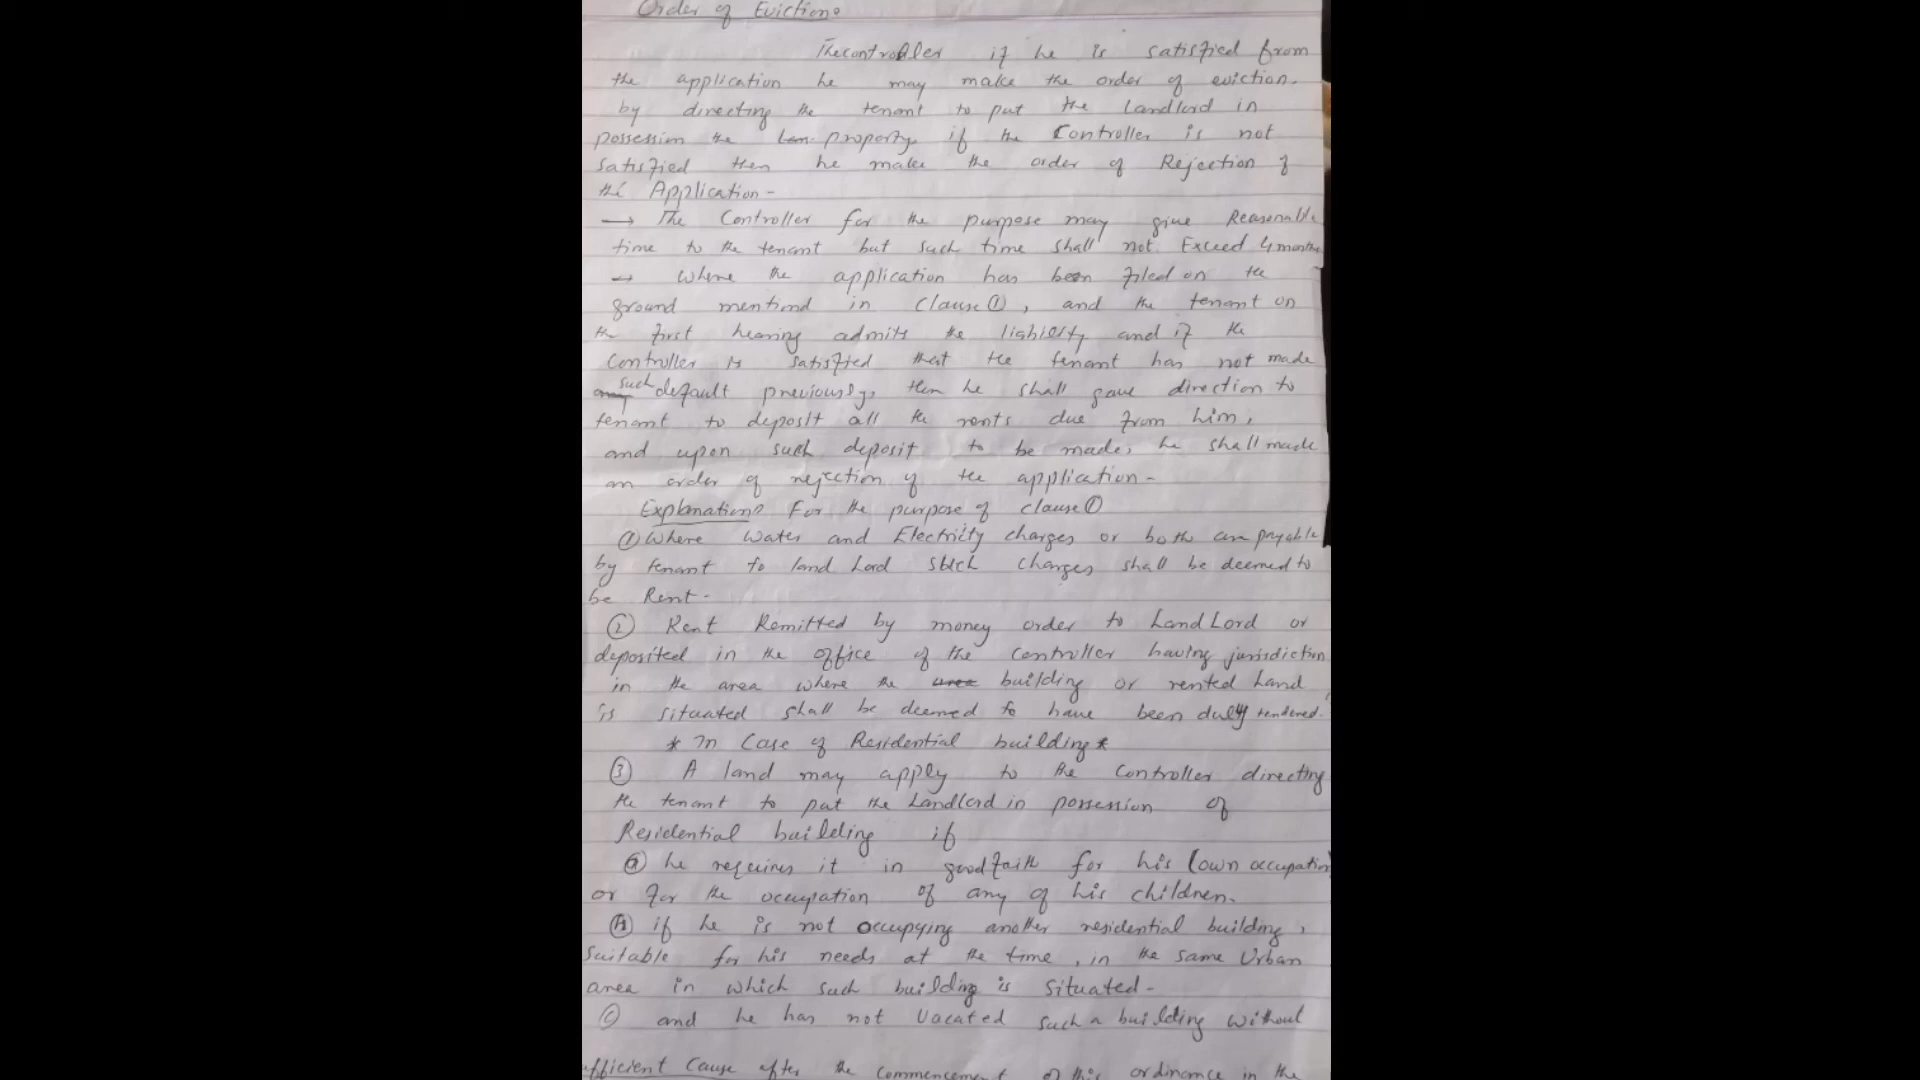 Order of Eviction:
The controller if he is satisfied from
the application he may make the order of eviction.
by directing the tenant to put the Landlord in
possession the property if the Controller is not
satisfied then he make the order of Rejection of
the Application -
→ The Controller for the purpose may give Reasonable
time to the tenant but such time shall not Exceed 4 months
→ where the application has been filed on the
ground mentiond in Clause ①, and the tenant on
the first hearing admits the liability and if the
Controller is satisfied that the tenant has not made
such default previously, then he shall gave direction to
tenant to deposit all the rents due from him,
and upon such deposit to be made, he shall made
an order of rejection of the application -
Explanation: For the purpose of clause ①
① Where Water and Electricity charges or both are payable
by tenant to land Lord such charges shall be deemed to
be Rent -
② Rent Remitted by money order to Land Lord or
deposited in the office of the controller having jurisdiction
in the area where the building or rented Land
is situated shall be deemed to have been duly tendered.
* In Case of Residential building *
③ A land may apply to the controller directing
the tenant to put the Landlord in possession of
Residential building if
ⓐ he requires it in good faith for his (own occupation
or for the occupation of any of his children.
if he is not occupying another residential building,
Suitable for his needs at the time, in the same Urban
area in which such building is situated -
Ⓒ and he has not Vacated such a building without
sufficient Cause after the commencement of this ordinance in the